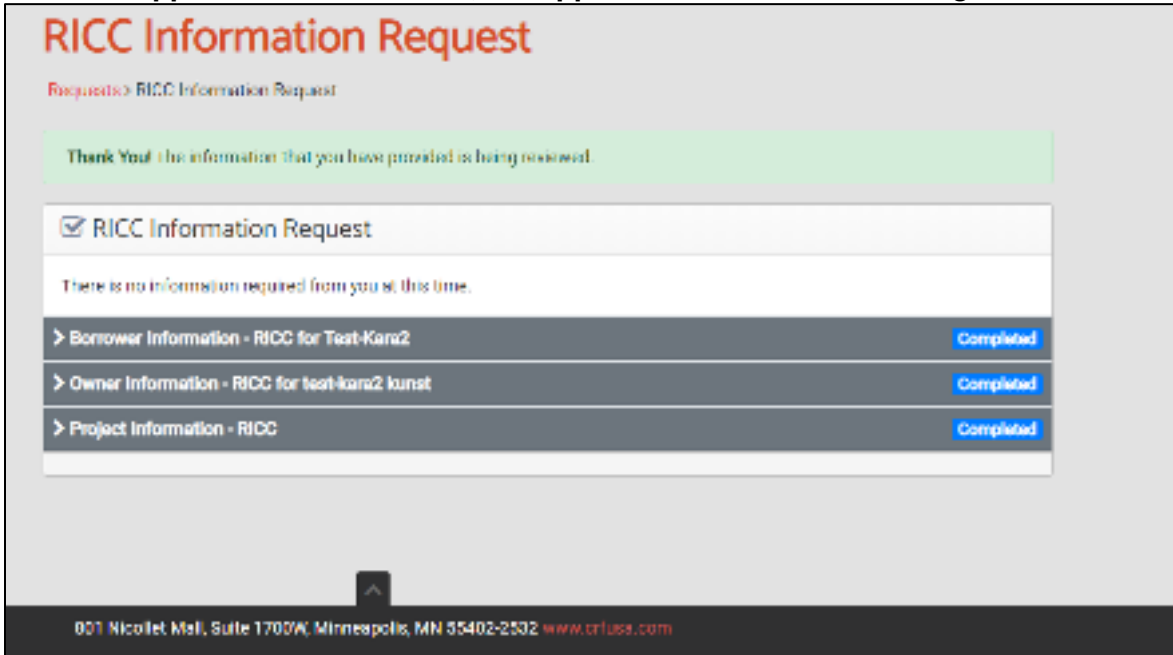 RICC Information Request
Requests > RICC Information Request
Thank You! The information that you have provided is being reviewed.
RICC Information Request
There is no information required from you at this time.
Borrower Information - RICC for Test-Kara2 Completed
Owner Information - RICC for test-kara2 kunst Completed
Project Information - RICC Completed
801 Nicollet Mall, Suite 1700W, Minneapolis, MN 55402-2532 www.crfusa.com